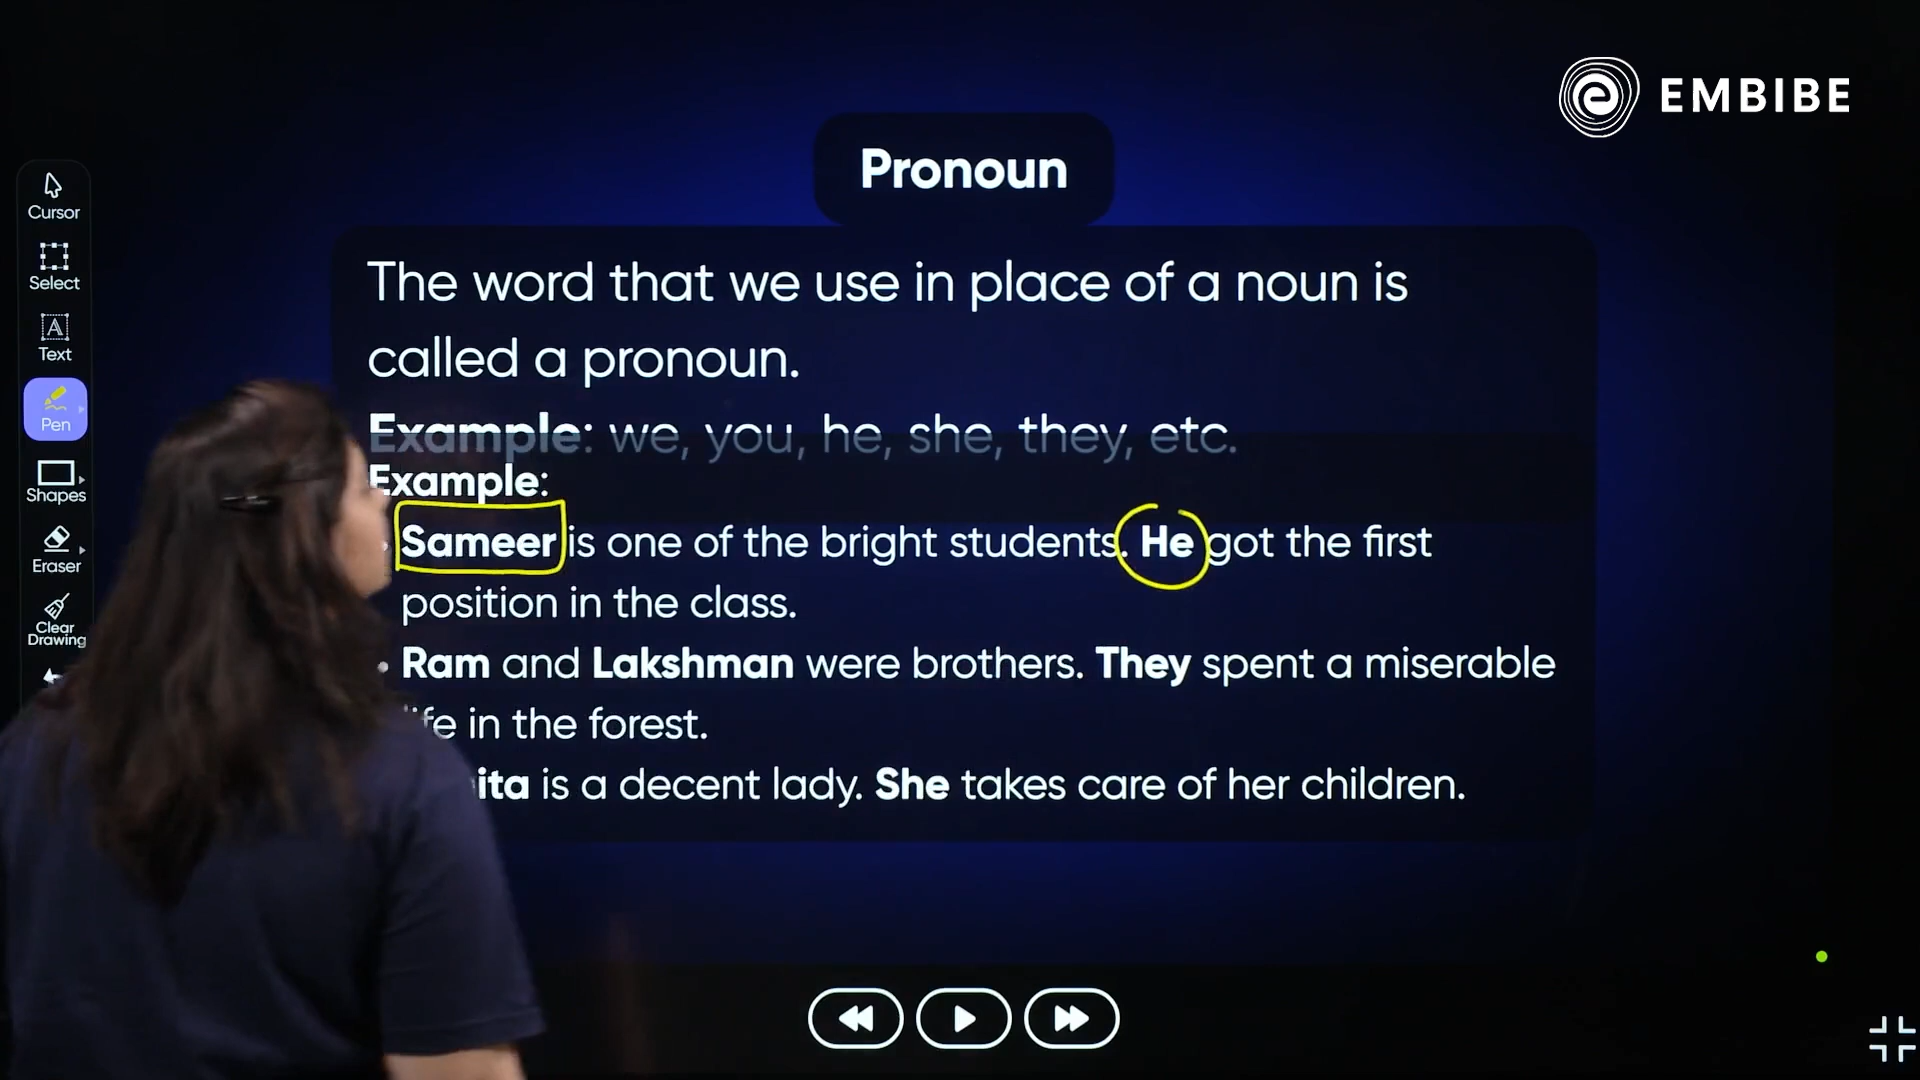 EMBIBE
Pronoun
Cursor
Select
Text
Pen
Shapes
Eraser
Clear
Drawing
The word that we use in place of a noun is
called a pronoun.
Example: we, you, he, she, they, etc.
Example:
Sameer is one of the bright students. He got the first
position in the class.
Ram and Lakshman were brothers. They spent a miserable
life in the forest.
is a decent lady. She takes care of her children.